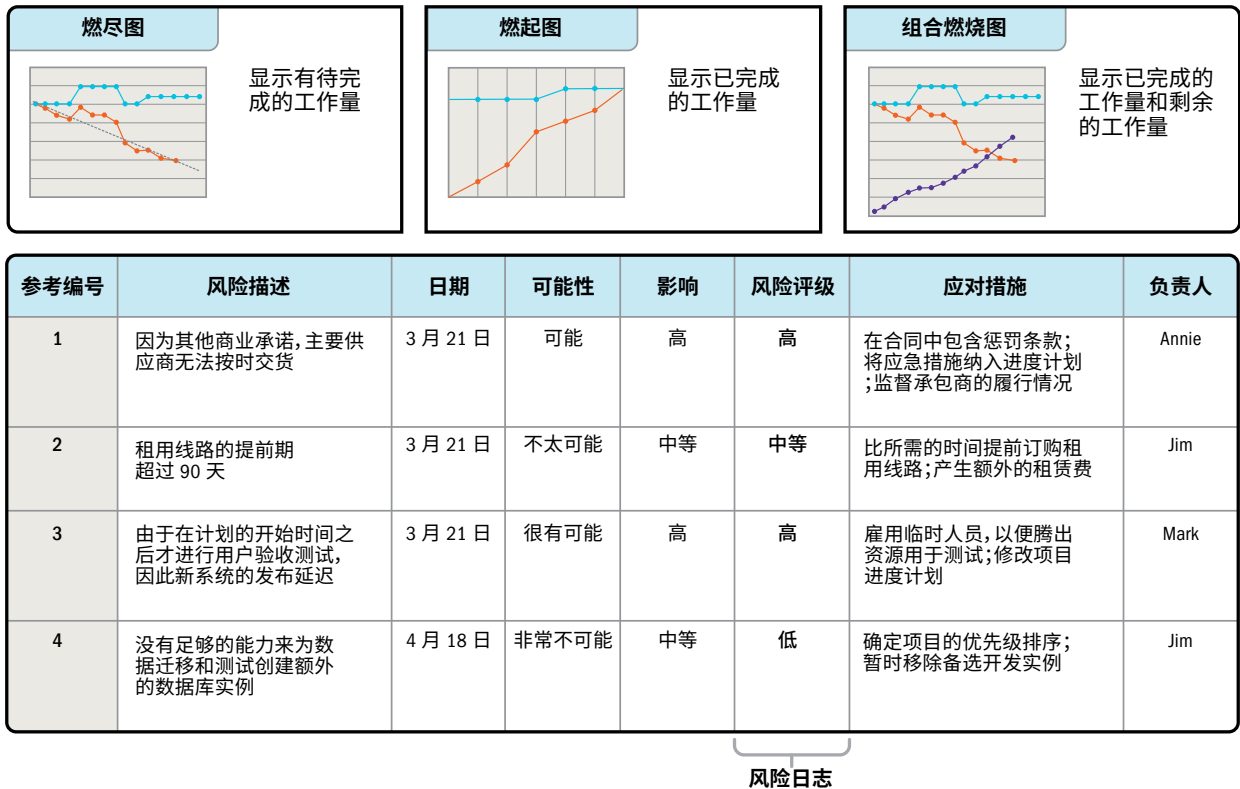 燃尽图
显示有待完
成的工作量
燃起图
显示已完成
的工作量
组合燃烧图
显示已完成的
工作量和剩余
的工作量
参考编号 风险描述 日期 可能性 影响 风险评级 应对措施 负责人
1 因为其他商业承诺,主要供 3 月 21 日 可能 高 高 在合同中包含惩罚条款; Annie
应商无法按时交货 将应急措施纳入进度计划
;监督承包商的履行情况
2 租用线路的提前期 3 月 21 日 不太可能 中等 中等 比所需的时间提前订购租 Jim
超过 90 天 用线路;产生额外的租赁费
3 由于在计划的开始时间之 3 月 21 日 很有可能 高 高 雇用临时人员,以便腾出 Mark
后才进行用户验收测试, 资源用于测试;修改项目
因此新系统的发布延迟 进度计划
4 没有足够的能力来为数 4 月 18 日 非常不可能 中等 低 确定项目的优先级排序; Jim
据迁移和测试创建额外 暂时移除备选开发实例
的数据库实例
风险日志